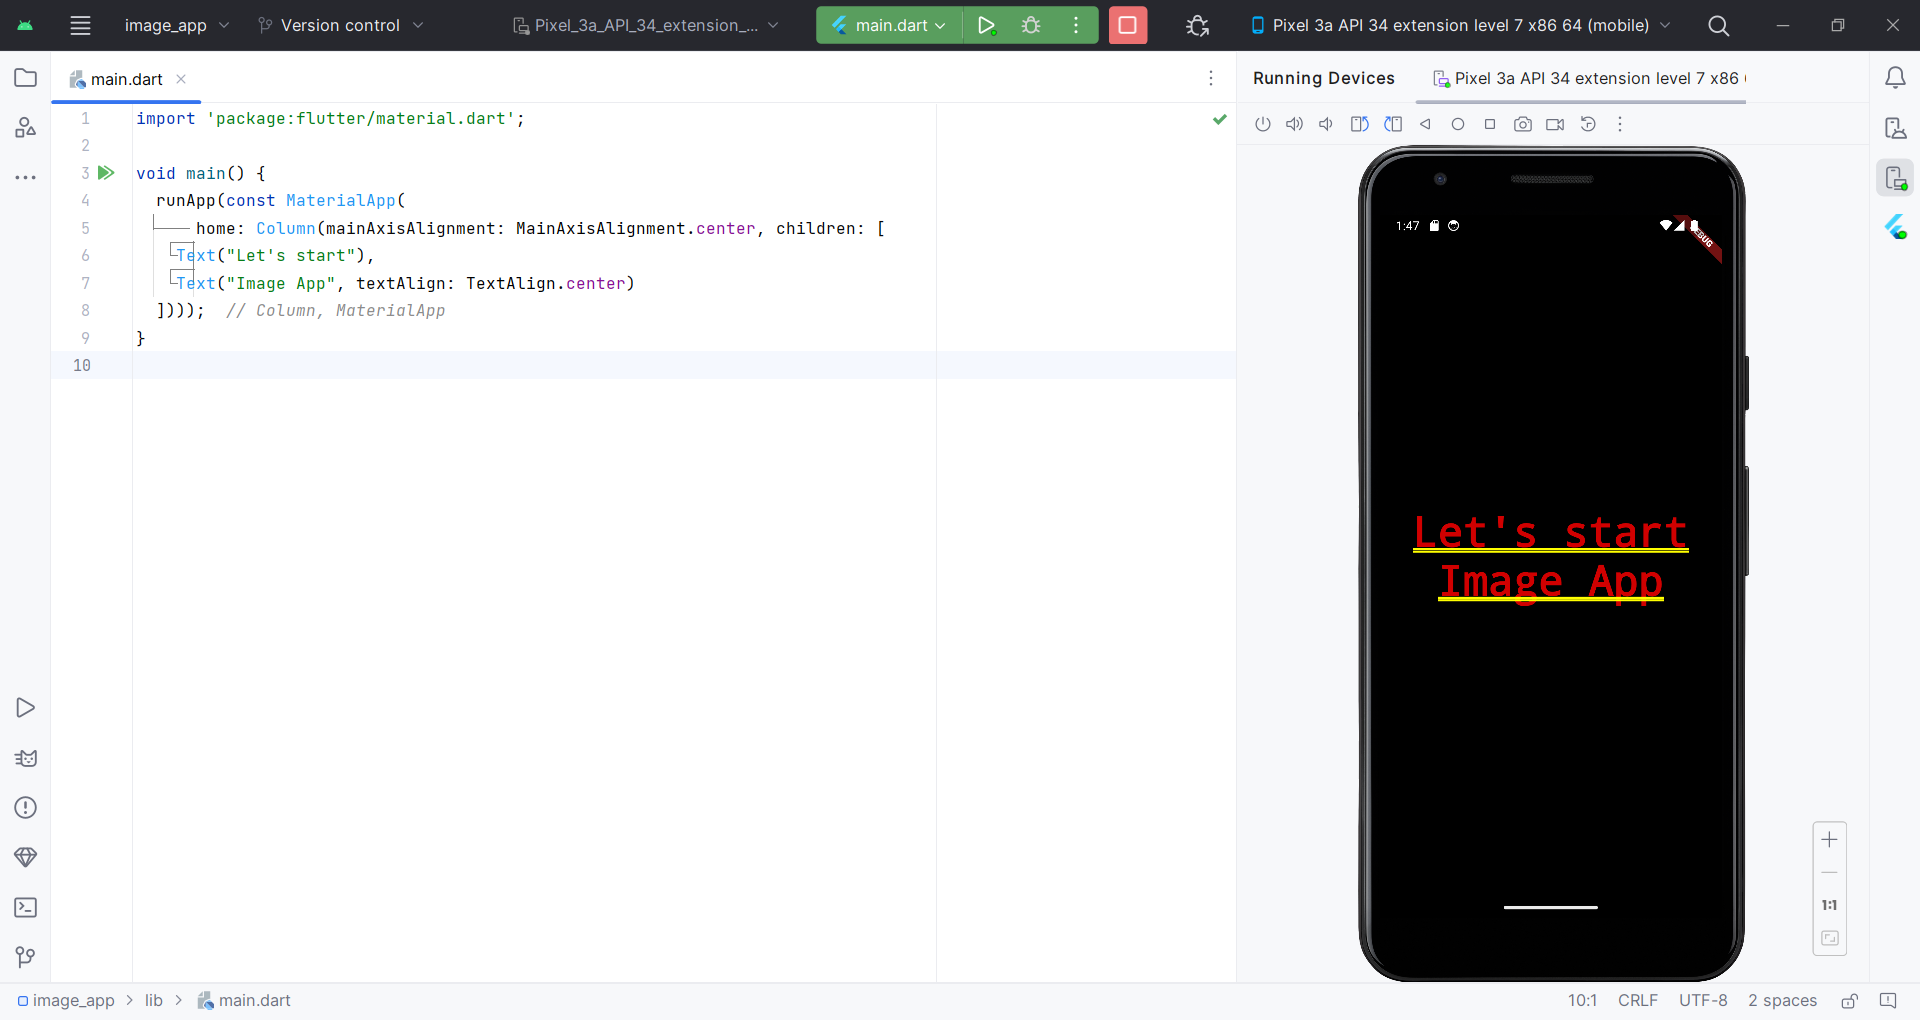 image_app
Version control
Pixel_3a_API_34_extension_...
main.dart
Pixel 3a API 34 extension level 7 x86 64 (mobile)
main.dart
Running Devices
Pixel 3a API 34 extension level 7 x86
1 import 'package:flutter/material.dart';
2
3 void main() {
4 runApp(const MaterialApp(
5 home: Column(mainAxisAlignment: MainAxisAlignment.center, children: [
6 Text("Let's start"),
7 Text("Image App", textAlign: TextAlign.center)
8 ])));  // Column, MaterialApp
9 }
10
1:47
DEBUG
Let's start
Image App
1:1
image_app > lib > main.dart
10:1 CRLF UTF-8 2 spaces